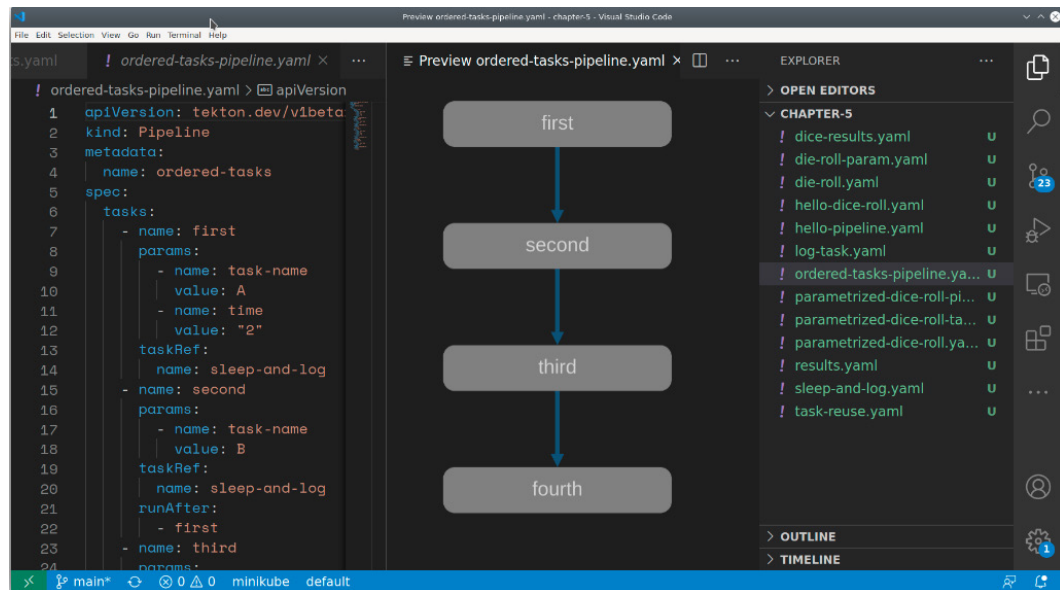 Preview ordered-tasks-pipeline.yaml - chapter-5 - Visual Studio Code
File Edit Selection View Go Run Terminal Help
s.yaml
! ordered-tasks-pipeline.yaml × ···
! ordered-tasks-pipeline.yaml > apiVersion
1 apiVersion: tekton.dev/v1beta
2 kind: Pipeline
3 metadata:
4 name: ordered-tasks
5 spec:
6 tasks:
7 - name: first
8 params:
9 - name: task-name
10 value: A
11 - name: time
12 value: "2"
13 taskRef:
14 name: sleep-and-log
15 - name: second
16 params:
17 - name: task-name
18 value: B
19 taskRef:
20 name: sleep-and-log
21 runAfter:
22 - first
23 - name: third
24 params:
Preview ordered-tasks-pipeline.yaml × ···
first
second
third
fourth
EXPLORER ···
> OPEN EDITORS
CHAPTER-5
! dice-results.yaml U
! die-roll-param.yaml U
! die-roll.yaml U
! hello-dice-roll.yaml U
! hello-pipeline.yaml U
! log-task.yaml U
! ordered-tasks-pipeline.ya... U
! parametrized-dice-roll-pi... U
! parametrized-dice-roll-ta... U
! parametrized-dice-roll.ya... U
! results.yaml U
! sleep-and-log.yaml U
! task-reuse.yaml U
> OUTLINE
> TIMELINE
23
1
main* 0 0 minikube default